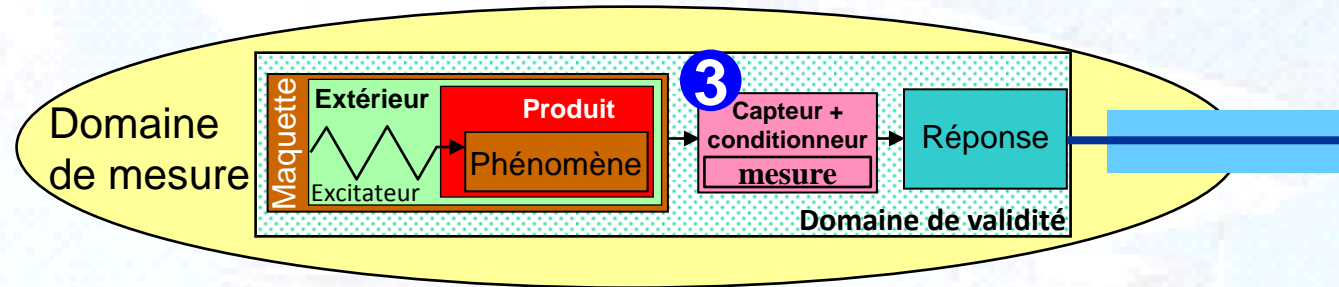 Domaine
de mesure
Maquette
Extérieur
Excitateur
Produit
Phénomène
3
Capteur +
conditionneur
mesure
Réponse
Domaine de validité